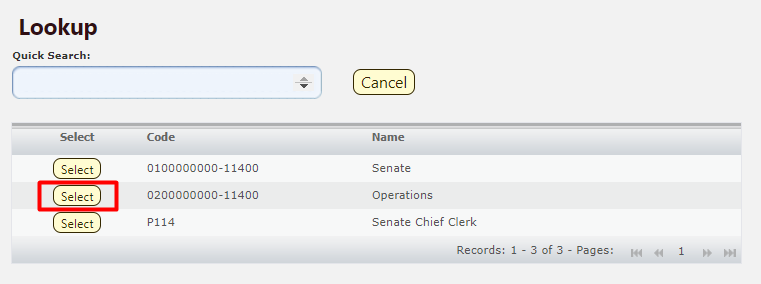 Lookup
Quick Search:
Cancel
Select Code Name
Select 0100000000-11400 Senate
Select 0200000000-11400 Operations
Select P114 Senate Chief Clerk
Records: 1 - 3 of 3 - Pages: 1